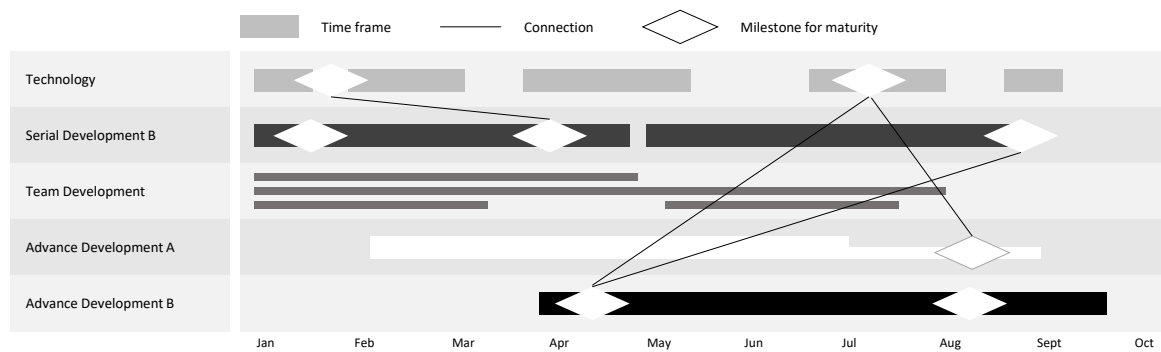 Time frame
Connection
Milestone for maturity
Technology
Serial Development B
Team Development
Advance Development A
Advance Development B
Jan Feb Mar Apr May Jun Jul Aug Sept Oct